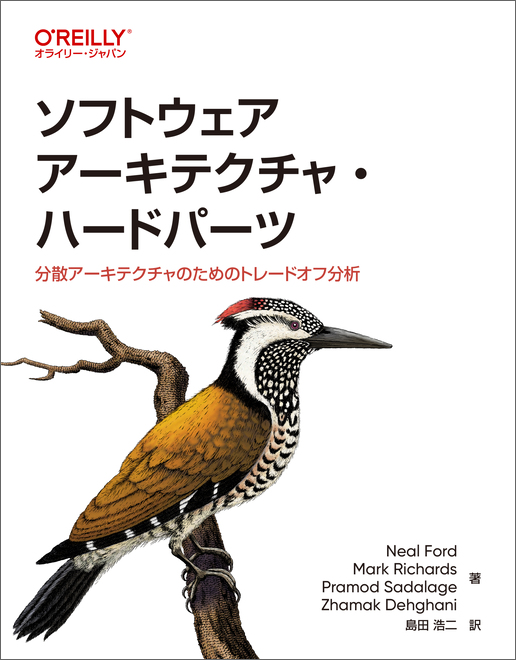 O'REILLY®
オライリー・ジャパン
ソフトウェア
アーキテクチャ・
ハードパーツ
分散アーキテクチャのためのトレードオフ分析
Neal Ford
Mark Richards
Pramod Sadalage 著
Zhamak Dehghani
島田 浩二 訳